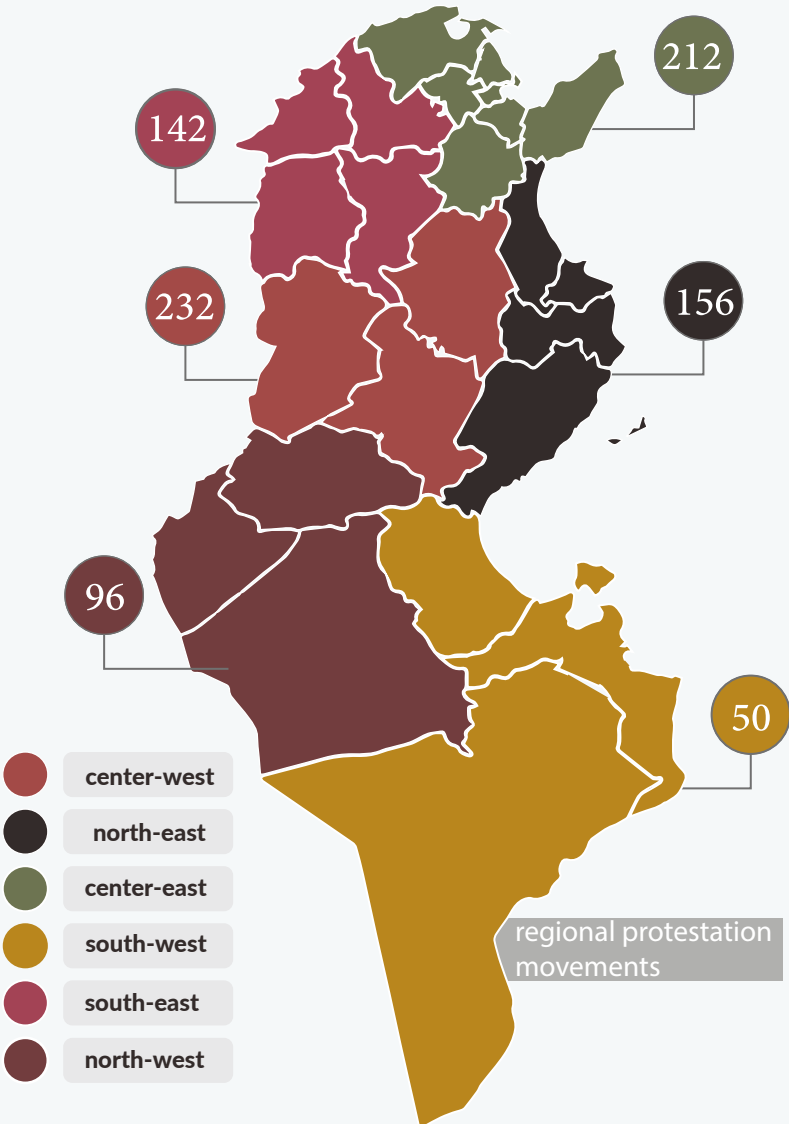 212
142
232
156
96
50
center-west
north-east
center-east
south-west
south-east
north-west
regional protestation
movements